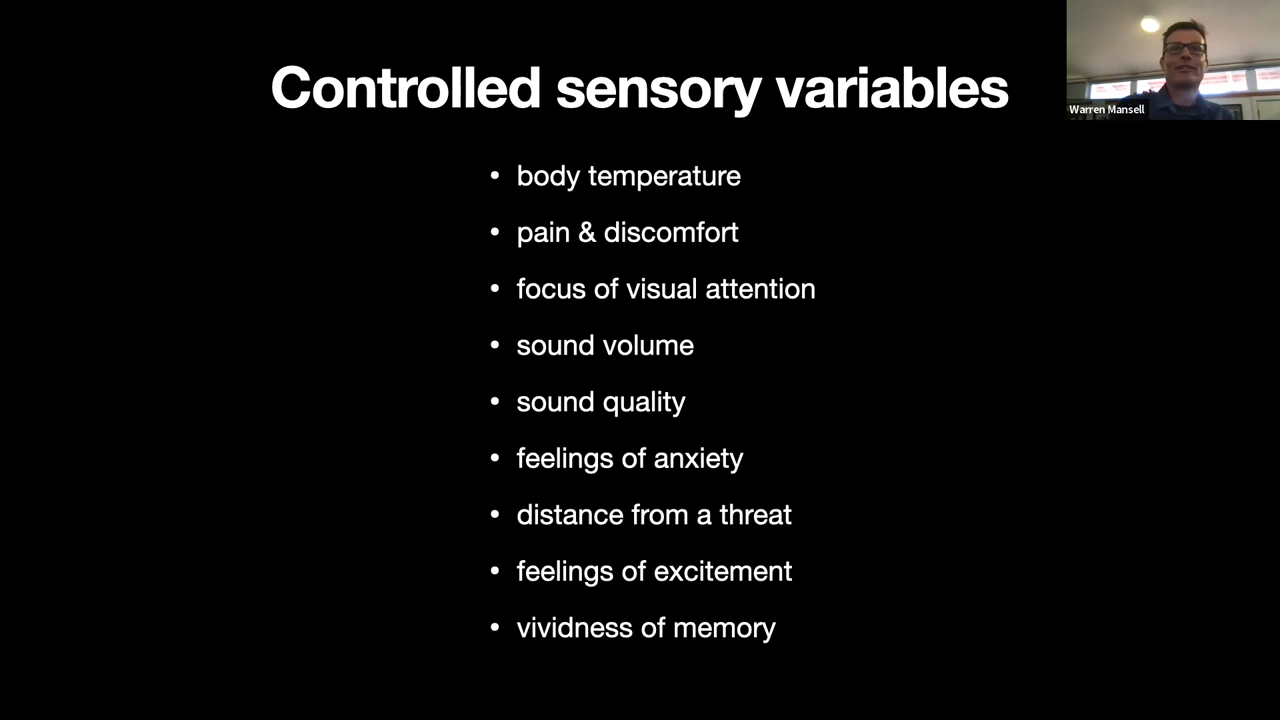 Controlled sensory variables
Warren Mansell
• body temperature
• pain & discomfort
• focus of visual attention
• sound volume
• sound quality
• feelings of anxiety
• distance from a threat
• feelings of excitement
• vividness of memory